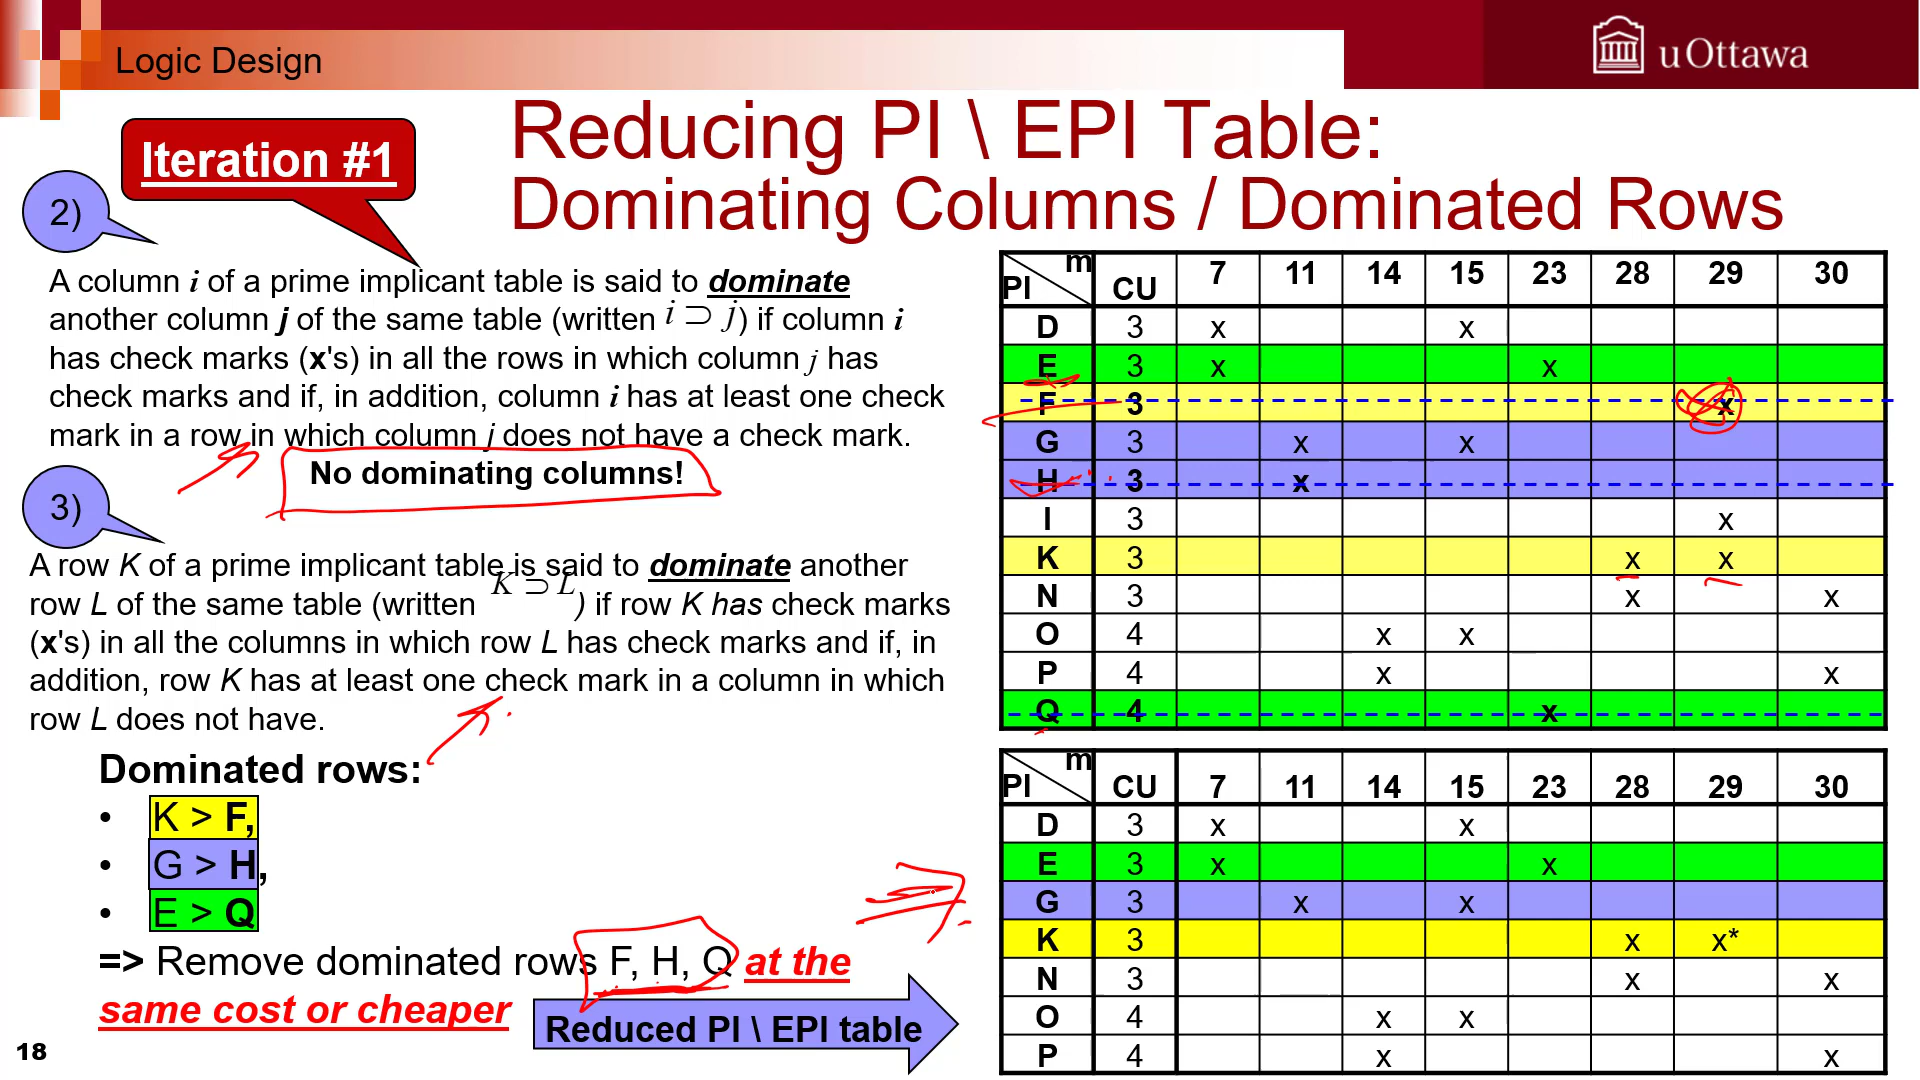 Logic Design
uOttawa
Reducing PI \ EPI Table:
Dominating Columns / Dominated Rows
Iteration #1
2)
A column i of a prime implicant table is said to dominate
another column j of the same table (written i ⊃ j) if column i
has check marks (x's) in all the rows in which column j has
check marks and if, in addition, column i has at least one check
mark in a row in which column j does not have a check mark.
No dominating columns!
3)
A row K of a prime implicant table is said to dominate another
row L of the same table (written K ⊃ L) if row K has check marks
(x's) in all the columns in which row L has check marks and if, in
addition, row K has at least one check mark in a column in which
row L does not have.
Dominated rows:
• K > F,
• G > H,
• E > Q
=> Remove dominated rows F, H, Q at the
same cost or cheaper
Reduced PI \ EPI table
18
PI m CU 7 11 14 15 23 28 29 30
D 3 x x
E 3 x x
F 3 x
G 3 x x
H 3 x
I 3 x
K 3 x x
N 3 x x
O 4 x x
P 4 x x
Q 4 x
PI m CU 7 11 14 15 23 28 29 30
D 3 x x
E 3 x x
G 3 x x
K 3 x x*
N 3 x x
O 4 x x
P 4 x x